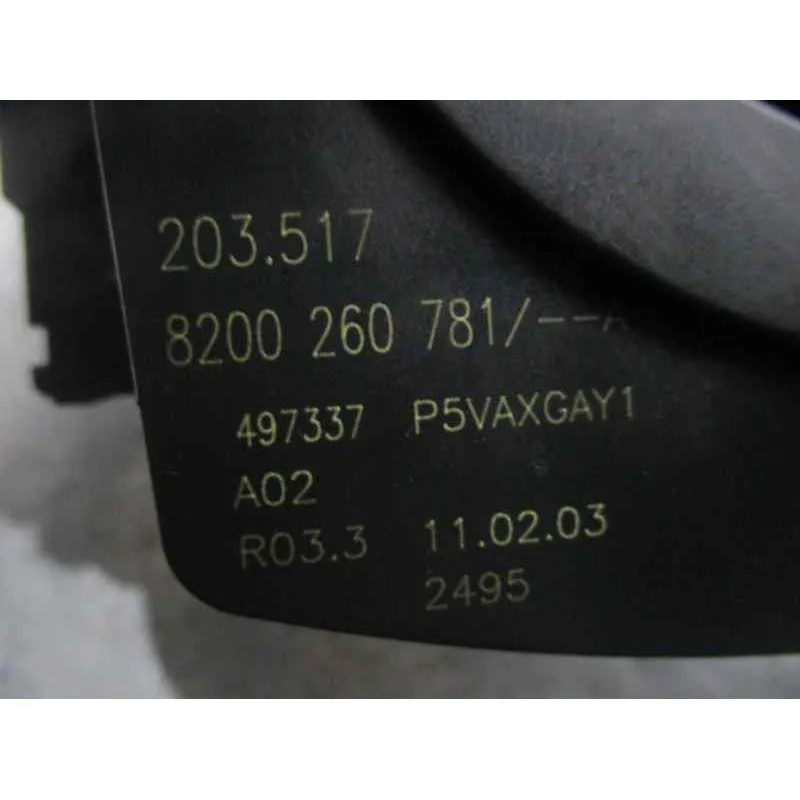 203.517
8200 260 781/--A
497337 P5VAXGAY1
A02
R03.3 11.02.03
2495